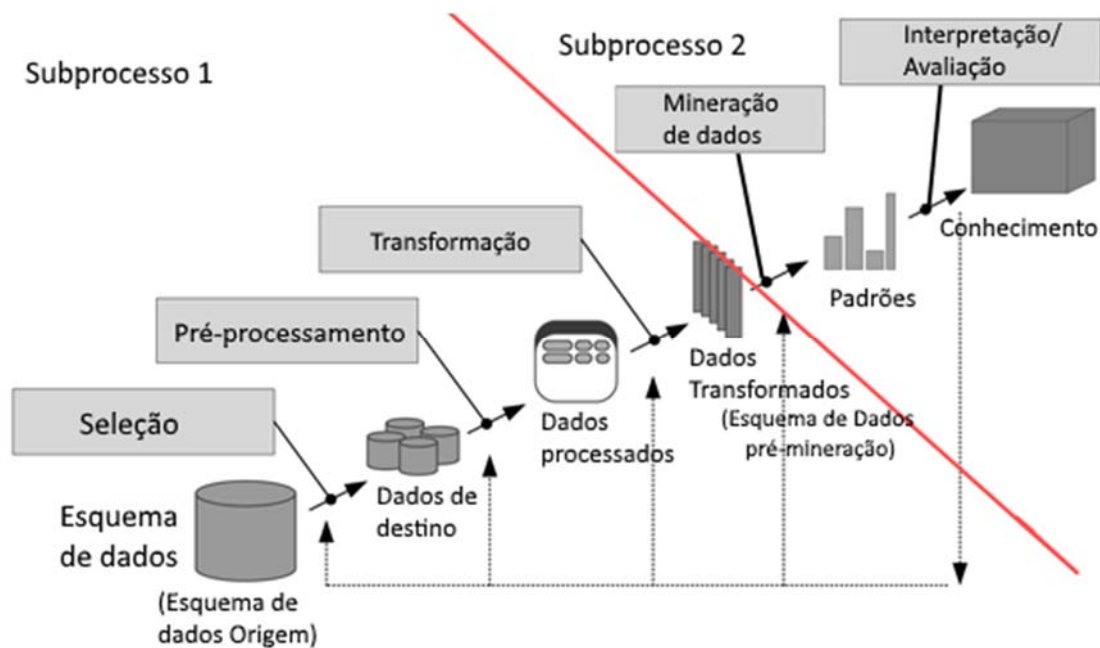 Subprocesso 1
Subprocesso 2
Interpretação/
Avaliação
Mineração
de dados
Transformação
Conhecimento
Padrões
Pré-processamento
Dados
Transformados
(Esquema de Dados
pré-mineração)
Seleção
Dados
processados
Dados de
destino
Esquema
de dados
(Esquema de
dados Origem)